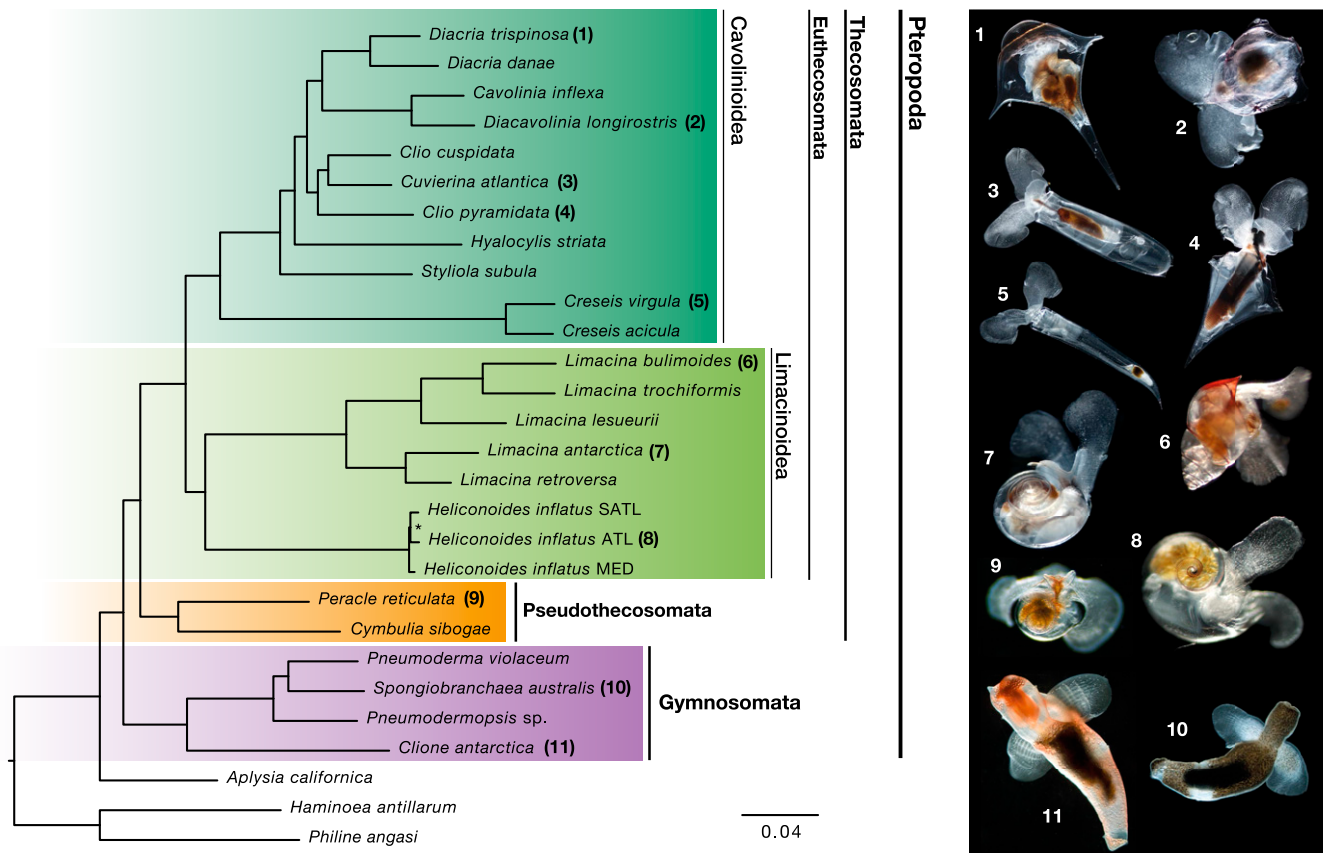 Diacria trispinosa (1)
Diacria danae
Cavolinia inflexa
Diacavolinia longirostris (2)
Clio cuspidata
Cuvierina atlantica (3)
Clio pyramidata (4)
Hyalocylis striata
Styliola subula
Creseis virgula (5)
Creseis acicula
Limacina bulimoides (6)
Limacina trochiformis
Limacina lesueurii
Limacina antarctica (7)
Limacina retroversa
Heliconoides inflatus SATL
*
Heliconoides inflatus ATL (8)
Heliconoides inflatus MED
Peracle reticulata (9)
Cymbulia sibogae
Pneumoderma violaceum
Spongiobranchaea australis (10)
Pneumodermopsis sp.
Clione antarctica (11)
Aplysia californica
Haminoea antillarum
Philine angasi
Cavolinioidea
Limacinoidea
Euthecosomata
Thecosomata
Pteropoda
Pseudothecosomata
Gymnosomata
0.04
1
2
3
4
5
6
7
8
9
10
11